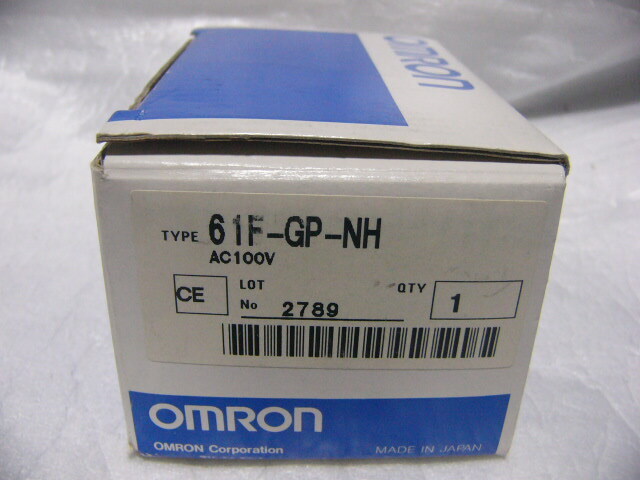 OMRON
TYPE 61F-GP-NH
AC100V
CE
LOT No 2789
QTY 1
OMRON
OMRON Corporation
MADE IN JAPAN